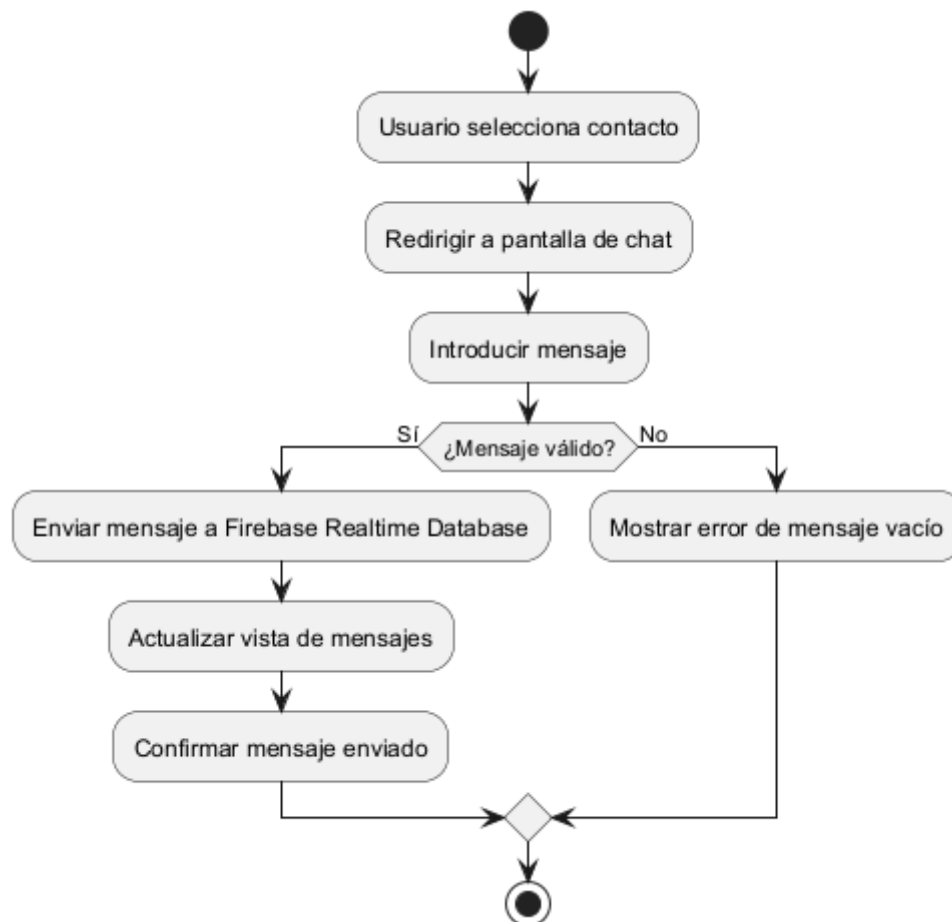 Usuario selecciona contacto
Redirigir a pantalla de chat
Introducir mensaje
Sí
¿Mensaje válido?
No
Enviar mensaje a Firebase Realtime Database
Mostrar error de mensaje vacío
Actualizar vista de mensajes
Confirmar mensaje enviado